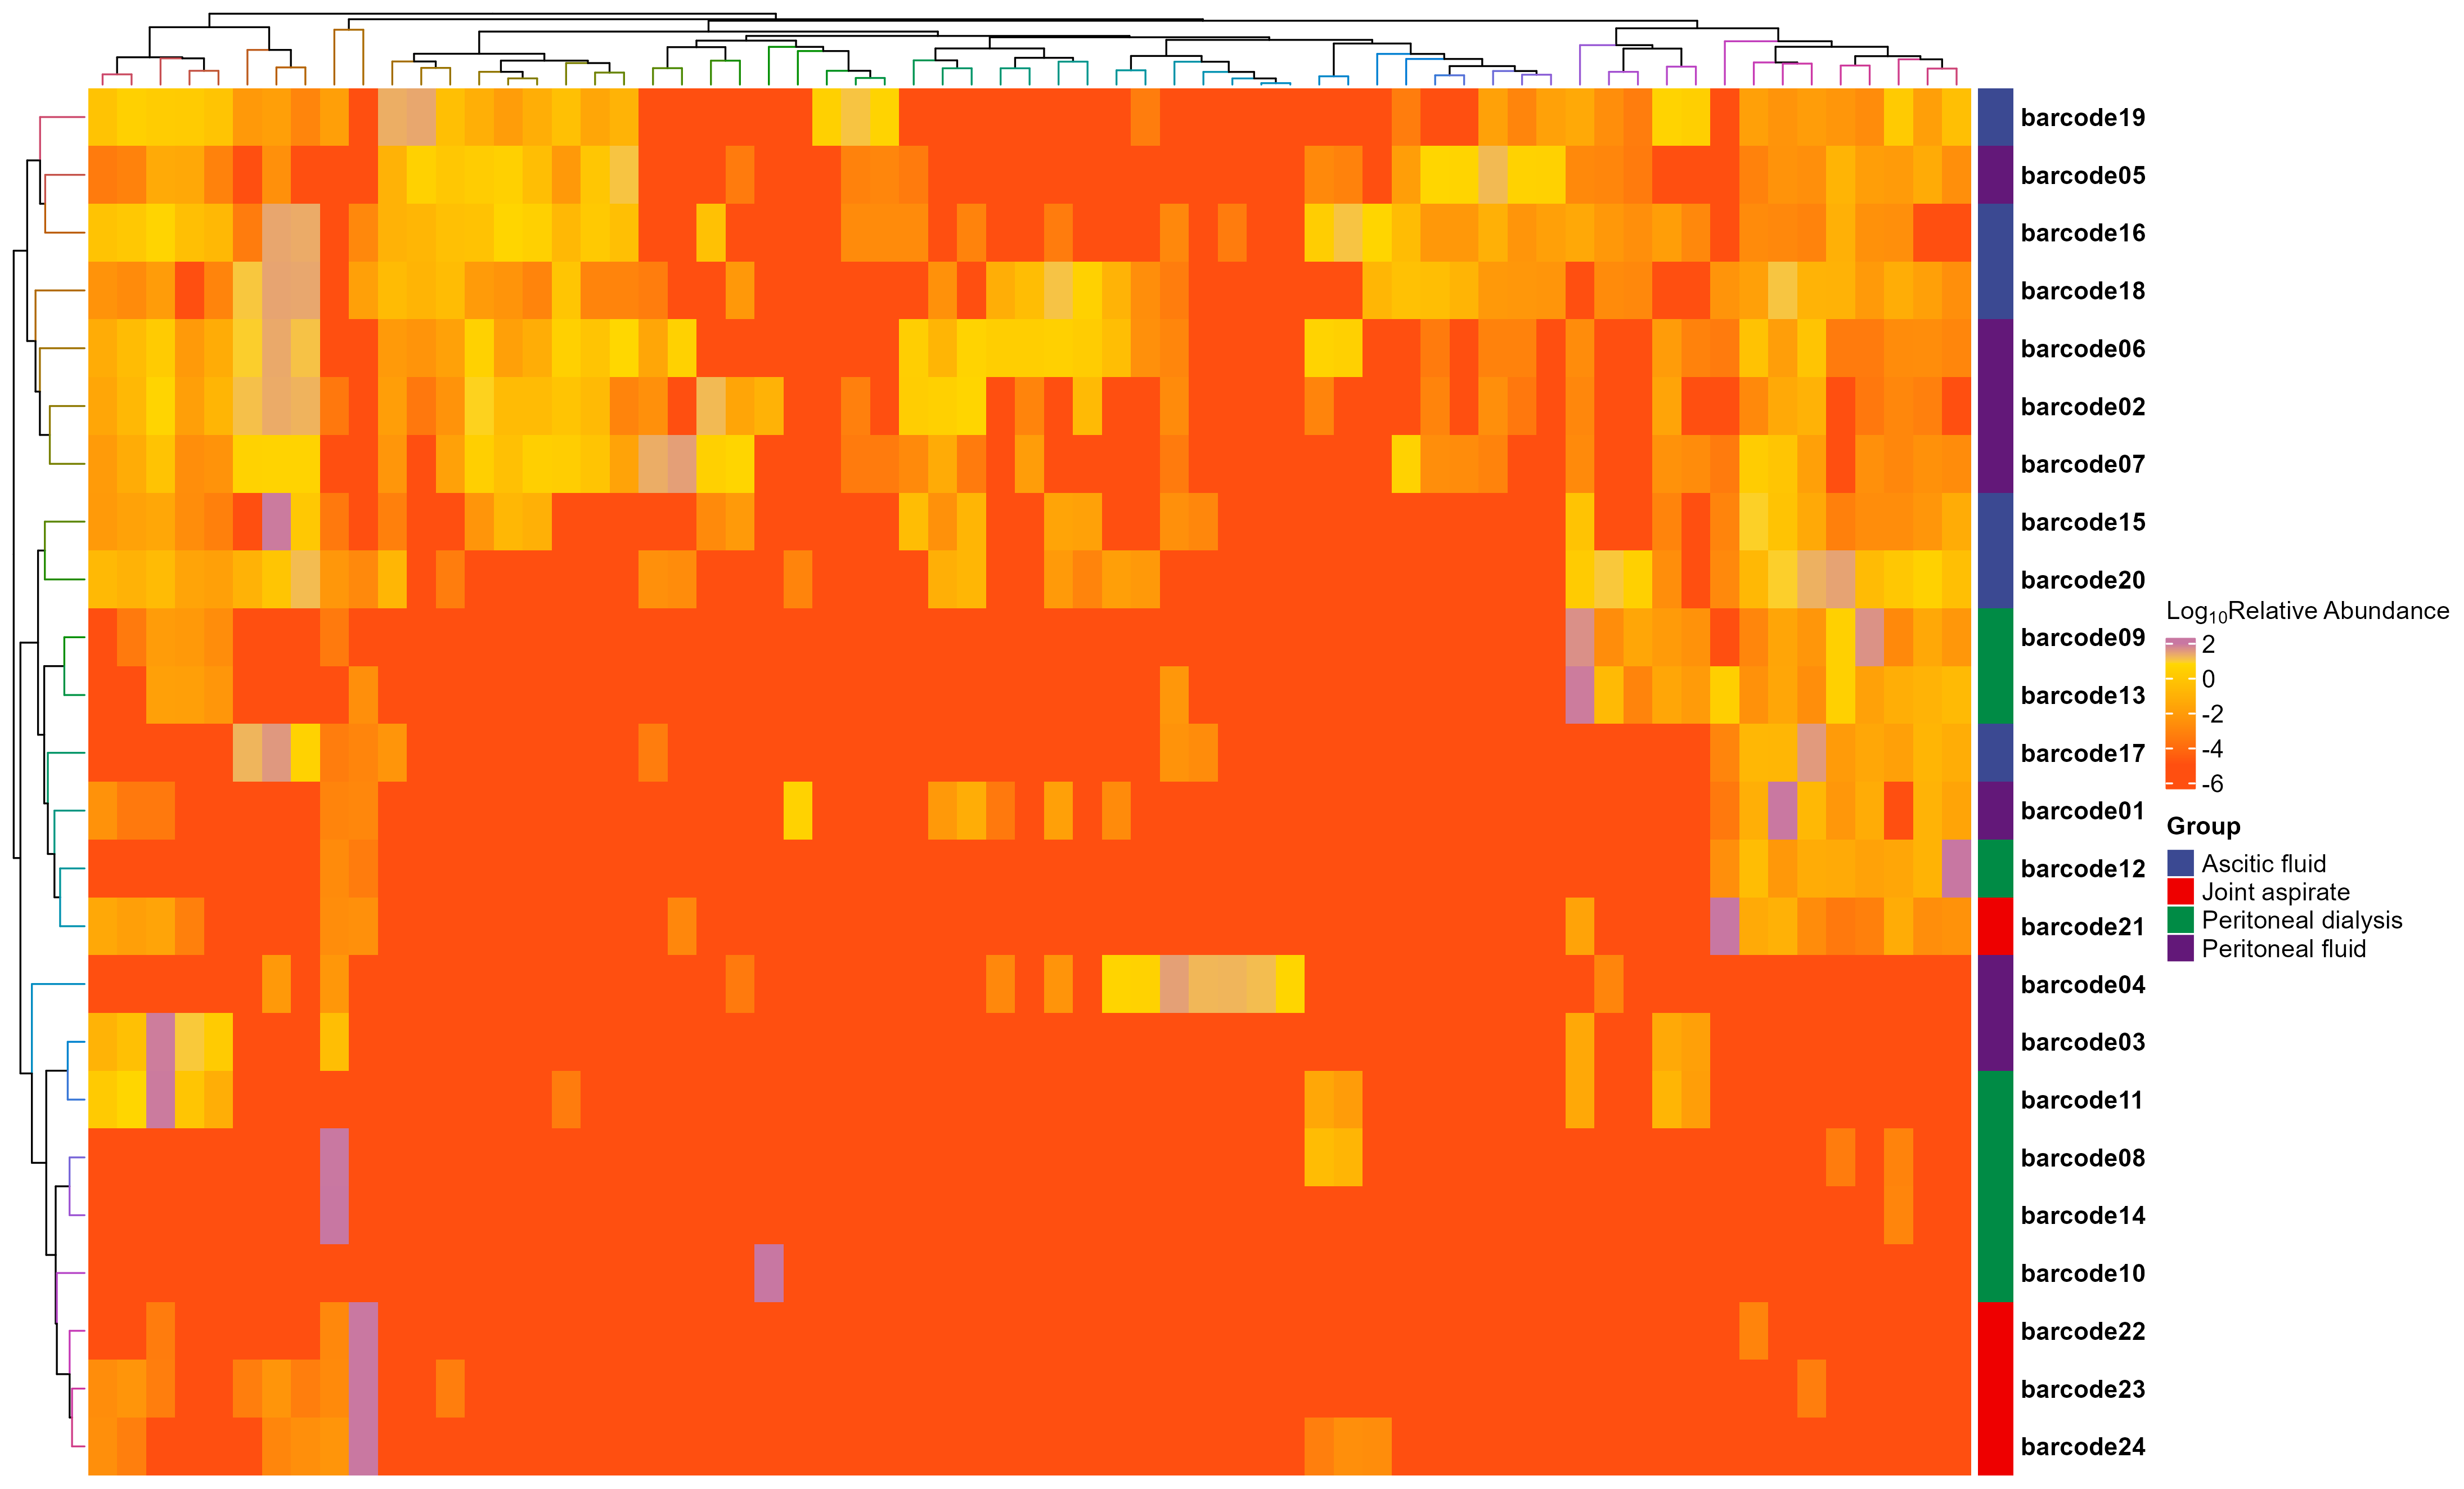 barcode19
barcode05
barcode16
barcode18
barcode06
barcode02
barcode07
barcode15
barcode20
barcode09
barcode13
barcode17
barcode01
barcode12
barcode21
barcode04
barcode03
barcode11
barcode08
barcode14
barcode10
barcode22
barcode23
barcode24
Log10Relative Abundance
2
0
-2
-4
-6
Group
Ascitic fluid
Joint aspirate
Peritoneal dialysis
Peritoneal fluid